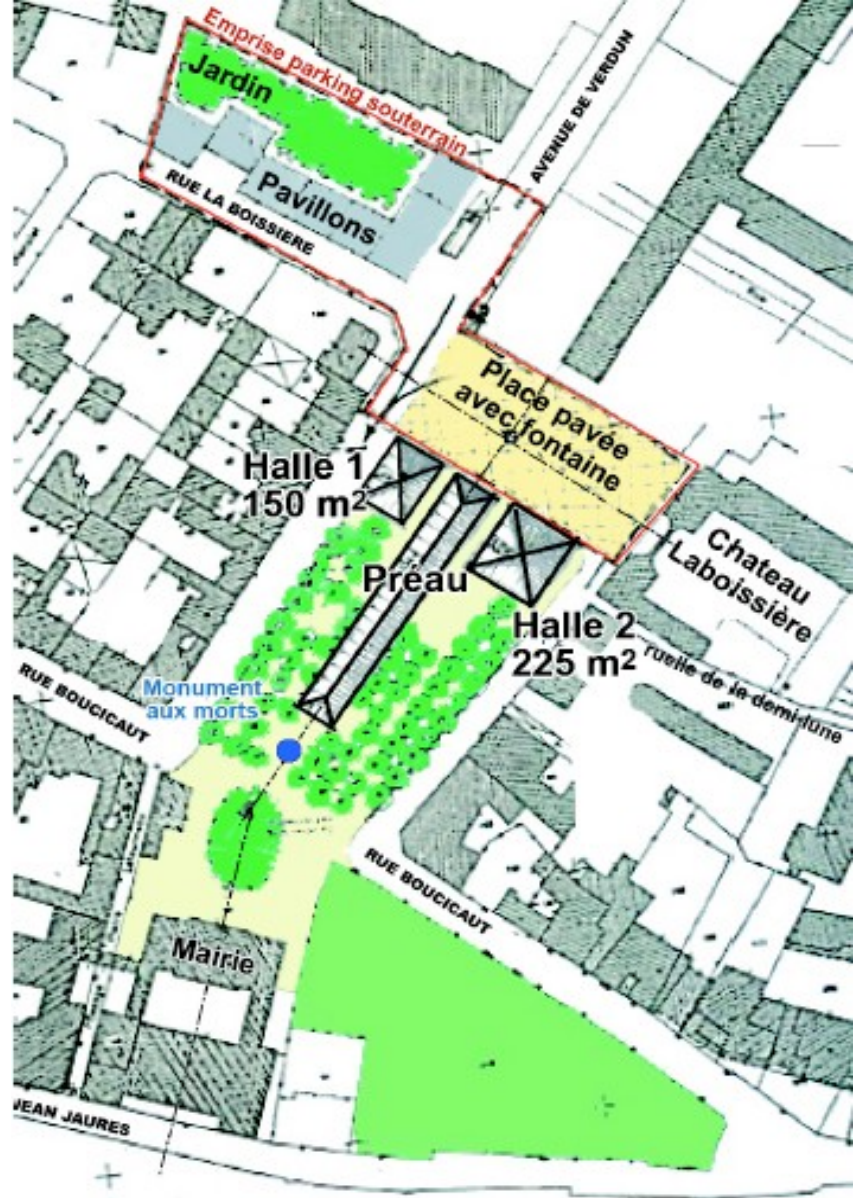 Emprise parking souterrain
Jardin
AVENUE DE VERDUN
Pavillons
RUE LA BOISSIERE
Place pavée
avec fontaine
Halle 1
150 m²
Préau
Chateau
Laboissière
Halle 2
225 m²
ruelle de la demi-lune
RUE BOUCICAUT
Monument
aux morts
RUE BOUCICAUT
Mairie
JEAN JAURES